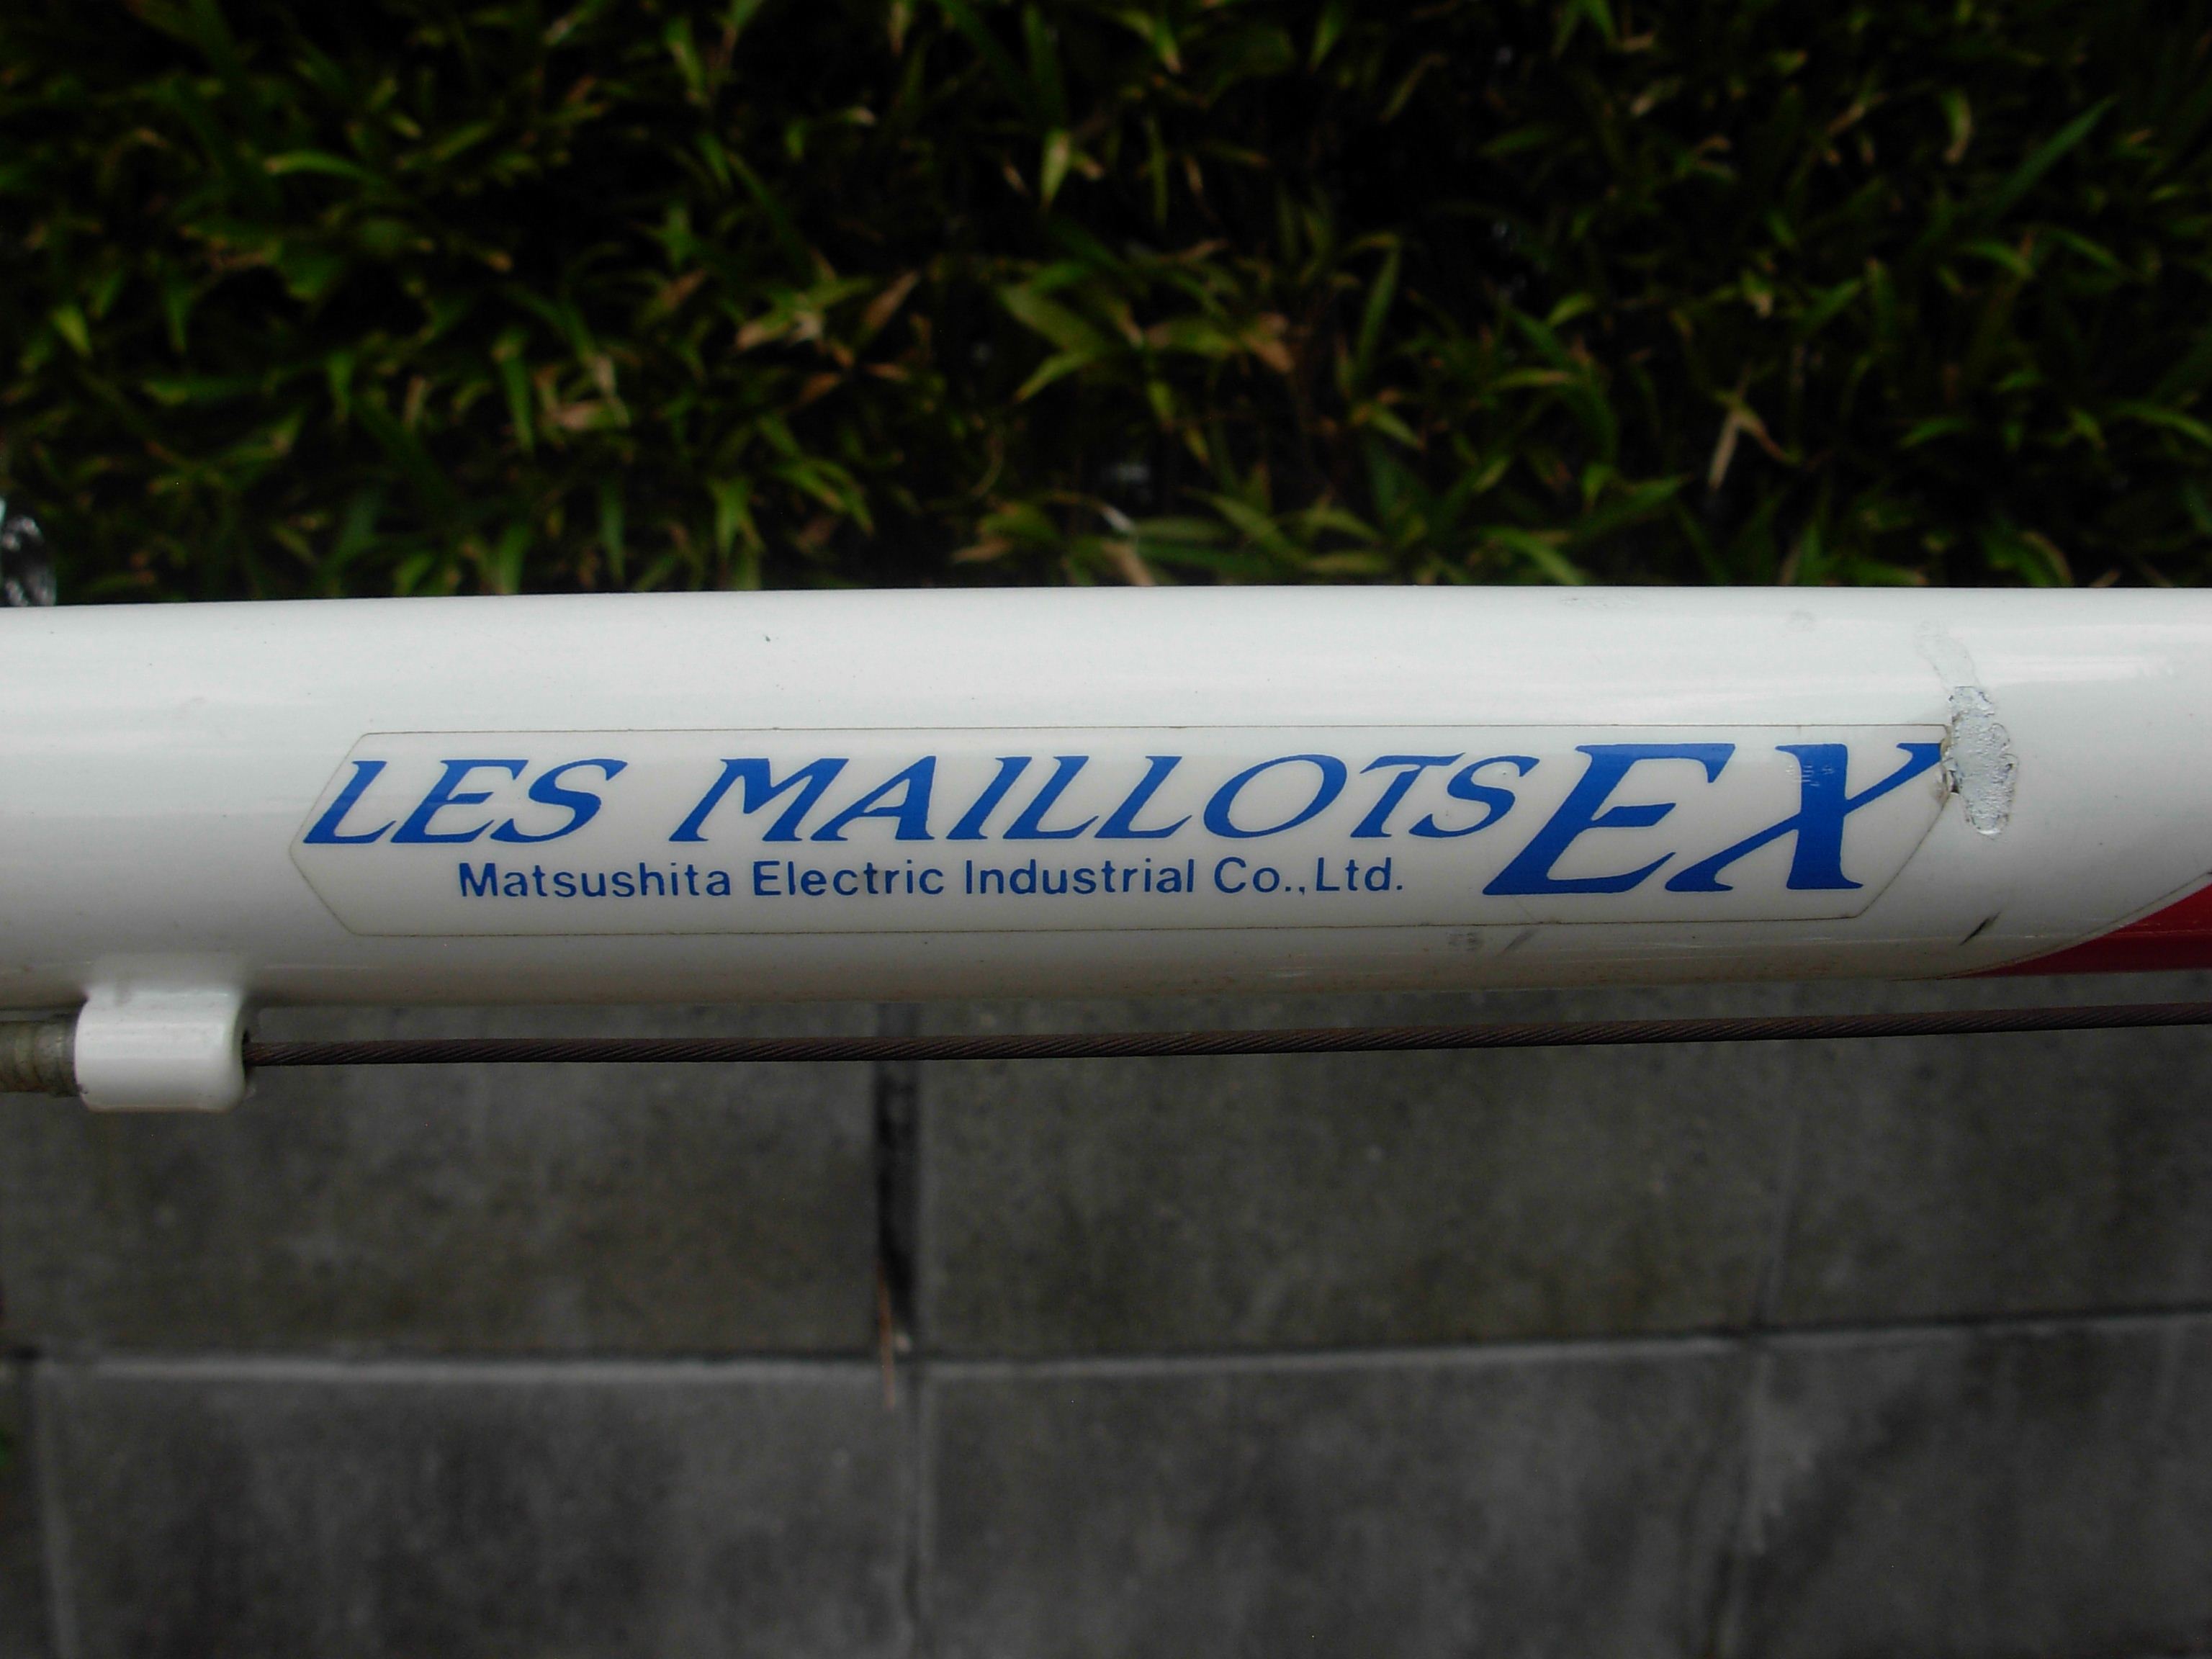 LES MAILLOTS EX
Matsushita Electric Industrial Co.,Ltd.